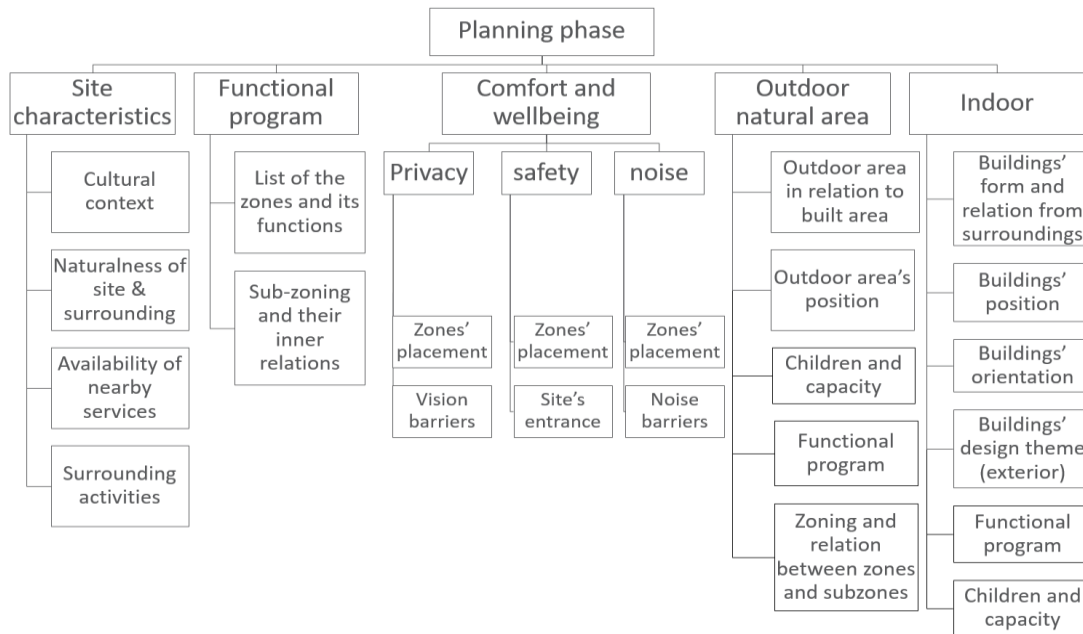 Planning phase
Site
characteristics
Functional
program
Comfort and
wellbeing
Outdoor
natural area
Indoor
Cultural
context
Naturalness of
site &
surrounding
Availability of
nearby
services
Surrounding
activities
List of the
zones and its
functions
Sub-zoning
and their
inner
relations
Privacy
safety
noise
Zones’
placement
Vision
barriers
Zones’
placement
Site’s
entrance
Zones’
placement
Noise
barriers
Outdoor area
in relation to
built area
Outdoor area’s
position
Children and
capacity
Functional
program
Zoning and
relation
between zones
and subzones
Buildings’
form and
relation from
surroundings
Buildings’
position
Buildings’
orientation
Buildings’
design theme
(exterior)
Functional
program
Children and
capacity